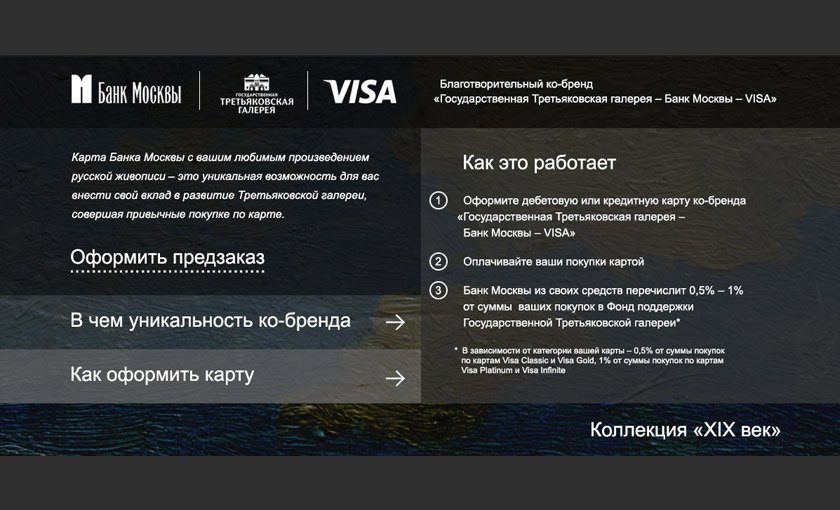 Банк Москвы
ГОСУДАРСТВЕННАЯ
ТРЕТЬЯКОВСКАЯ
ГАЛЕРЕЯ
VISA
Благотворительный ко-бренд
«Государственная Третьяковская галерея – Банк Москвы – VISA»
Карта Банка Москвы с вашим любимым произведением
русской живописи – это уникальная возможность для вас
внести свой вклад в развитие Третьяковской галереи,
совершая привычные покупке по карте.
Оформить предзаказ
В чем уникальность ко-бренда
Как оформить карту
Как это работает
1 Оформите дебетовую или кредитную карту ко-бренда
«Государственная Третьяковская галерея –
Банк Москвы – VISA»
2 Оплачивайте ваши покупки картой
3 Банк Москвы из своих средств перечислит 0,5% – 1%
от суммы ваших покупок в Фонд поддержки
Государственной Третьяковской галереи*
* В зависимости от категории вашей карты – 0,5% от суммы покупок
по картам Visa Classic и Visa Gold, 1% от суммы покупок по картам
Visa Platinum и Visa Infinite
Коллекция «XIX век»